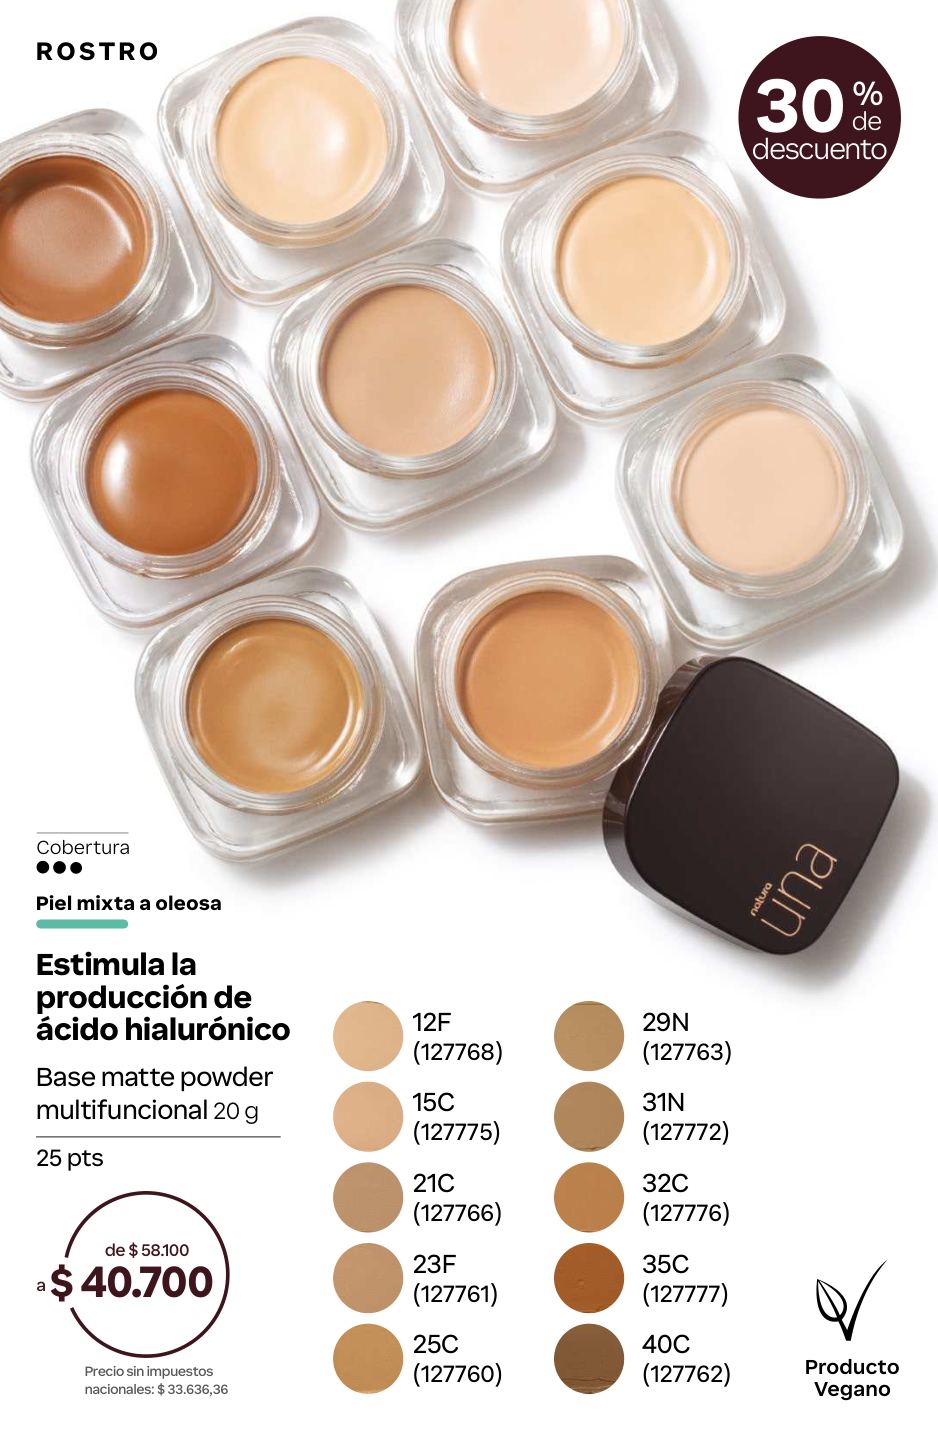 ROSTRO
30 %
de
descuento
natura
una
Cobertura
Piel mixta a oleosa
Estimula la
producción de
ácido hialurónico
Base matte powder
multifuncional 20 g
25 pts
de $ 58.100
a $ 40.700
Precio sin impuestos
nacionales: $ 33.636,36
12F
(127768)
15C
(127775)
21C
(127766)
23F
(127761)
25C
(127760)
29N
(127763)
31N
(127772)
32C
(127776)
35C
(127777)
40C
(127762)
Producto
Vegano